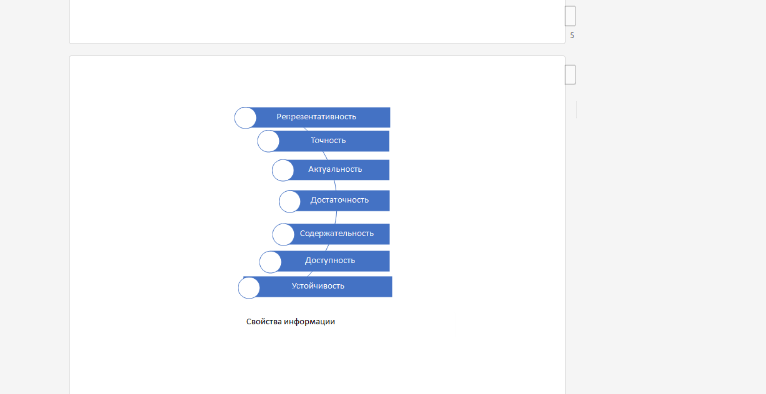 5
Репрезентативность
Точность
Актуальность
Достаточность
Содержательность
Доступность
Устойчивость
Свойства информации